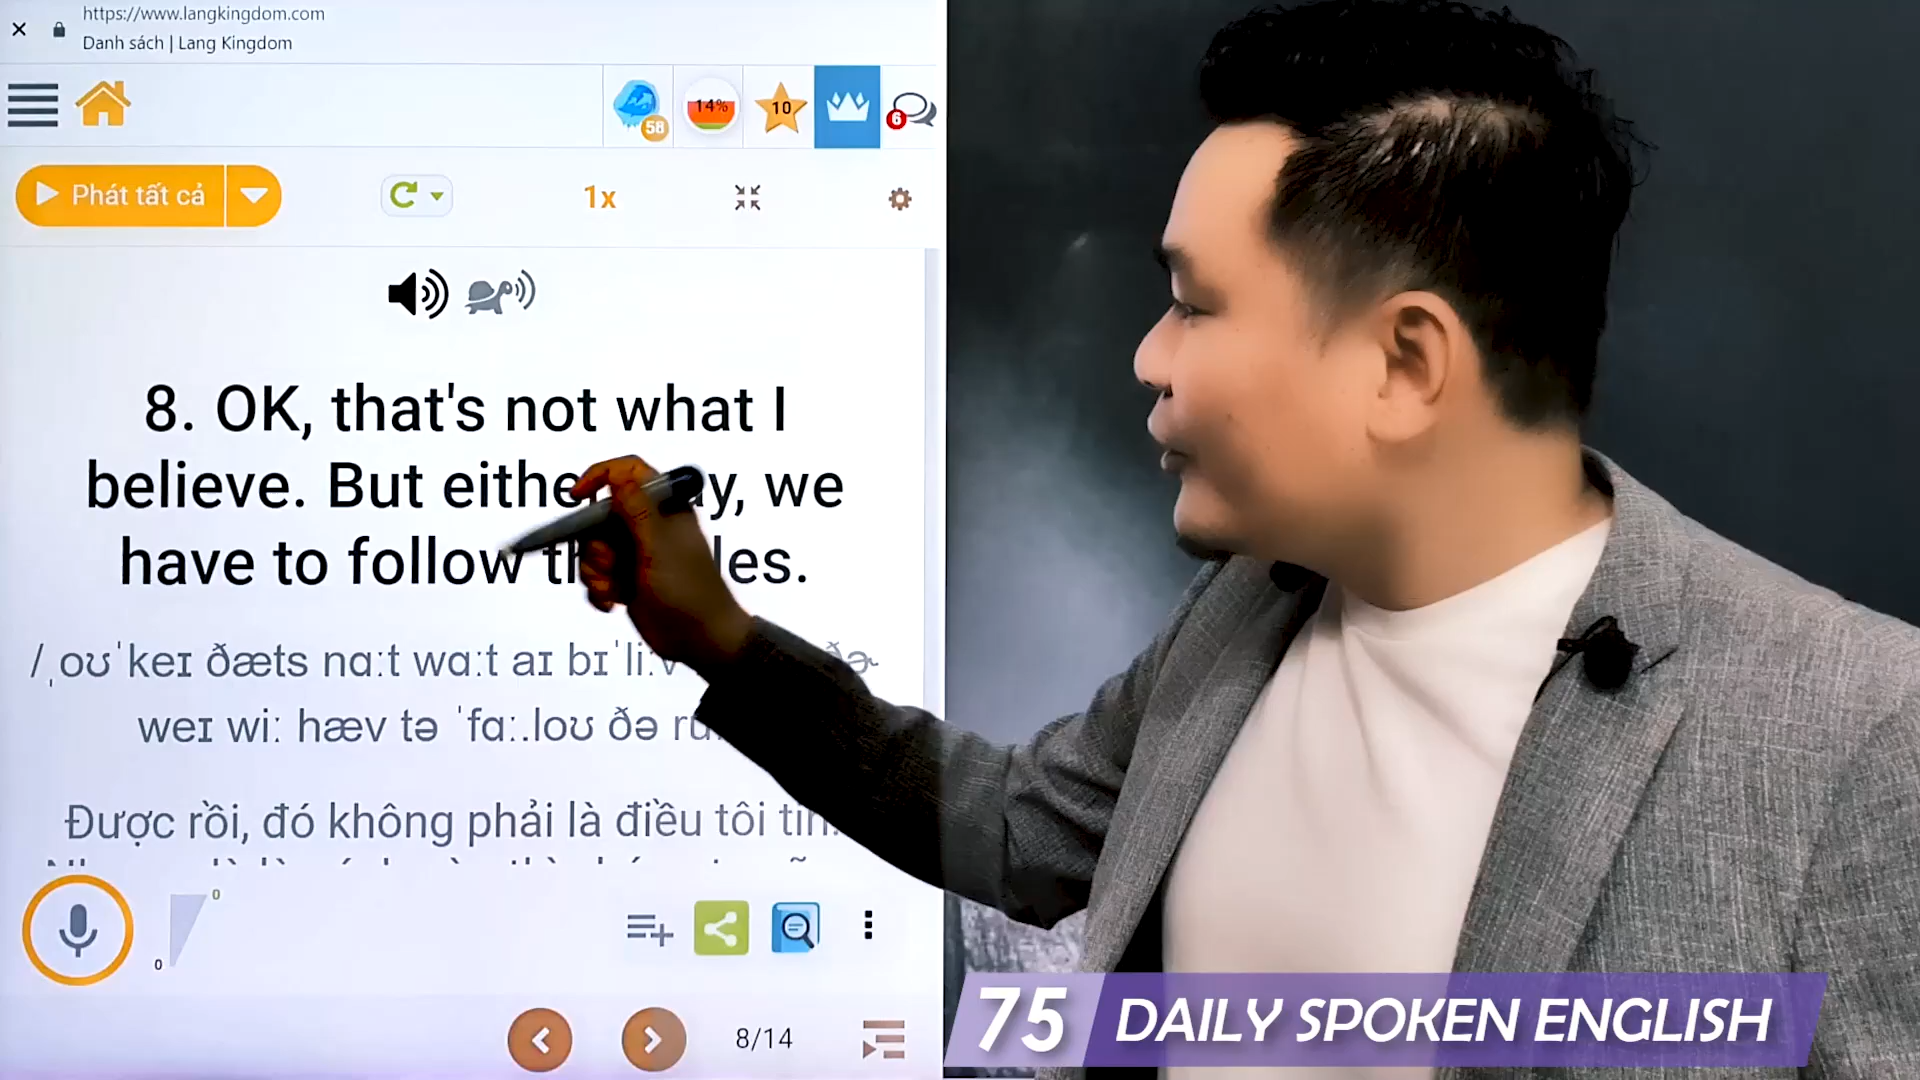 https://www.langkingdom.com
Danh sách | Lang Kingdom
58
14%
10
6
Phát tất cả
1x
8. OK, that's not what I
believe. But either we
have to follow
/ˌoʊˈkeɪ ðæts nɑːt wɑːt aɪ bɪˈliːv ðɚ
weɪ wiː hæv tə ˈfɑː.loʊ ðə
Được rồi, đó không phải là điều tôi tin.
0
0
8/14
75 DAILY SPOKEN ENGLISH